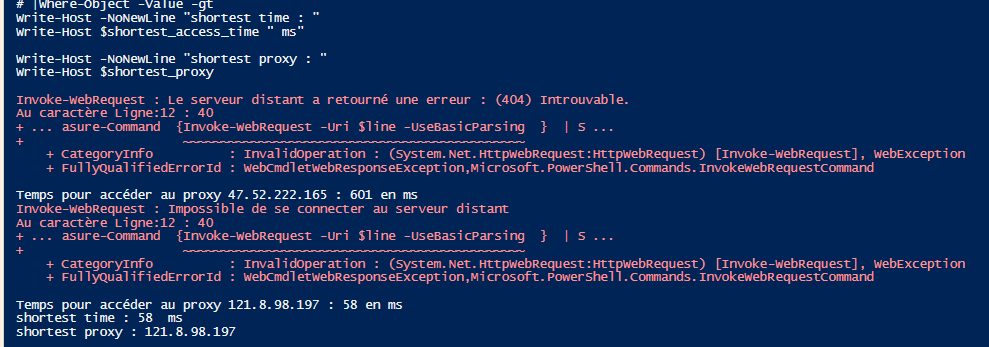 # |Where-Object -Value -gt
Write-Host -NoNewLine "shortest time : "
Write-Host $shortest_access_time " ms"
Write-Host -NoNewLine "shortest proxy : "
Write-Host $shortest_proxy
Invoke-WebRequest : Le serveur distant a retourné une erreur : (404) Introuvable.
Au caractère Ligne:12 : 40
+ ... asure-Command  {Invoke-WebRequest -Uri $line -UseBasicParsing  }  | S ...
+                     ~~~~~~~~~~~~~~~~~~~~~~~~~~~~~~~~~~~~~~~~~~~~
    + CategoryInfo          : InvalidOperation : (System.Net.HttpWebRequest:HttpWebRequest) [Invoke-WebRequest], WebException
    + FullyQualifiedErrorId : WebCmdletWebResponseException,Microsoft.PowerShell.Commands.InvokeWebRequestCommand
Temps pour accéder au proxy 47.52.222.165 : 601 en ms
Invoke-WebRequest : Impossible de se connecter au serveur distant
Au caractère Ligne:12 : 40
+ ... asure-Command  {Invoke-WebRequest -Uri $line -UseBasicParsing  }  | S ...
+                     ~~~~~~~~~~~~~~~~~~~~~~~~~~~~~~~~~~~~~~~~~~~~
    + CategoryInfo          : InvalidOperation : (System.Net.HttpWebRequest:HttpWebRequest) [Invoke-WebRequest], WebException
    + FullyQualifiedErrorId : WebCmdletWebResponseException,Microsoft.PowerShell.Commands.InvokeWebRequestCommand
Temps pour accéder au proxy 121.8.98.197 : 58 en ms
shortest time : 58  ms
shortest proxy : 121.8.98.197